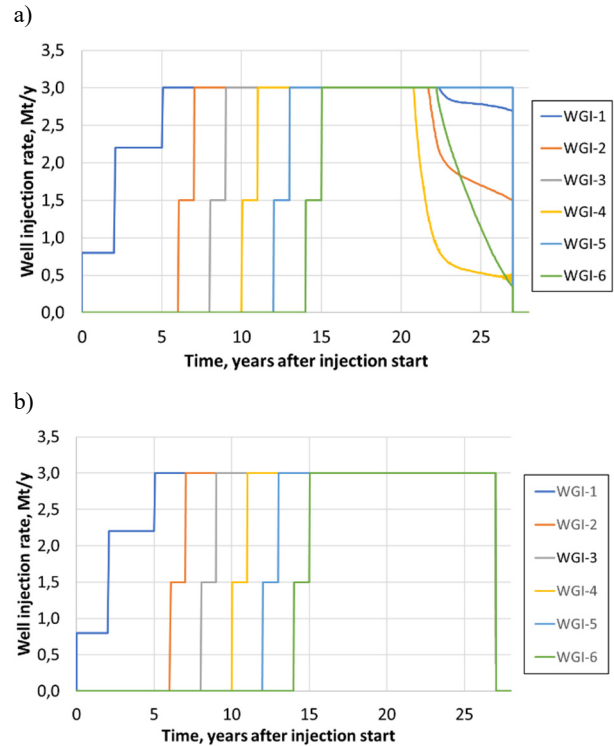 a)
Well injection rate, Mt/y
3,5
3,0
2,5
2,0
1,5
1,0
0,5
0,0
0 5 10 15 20 25
Time, years after injection start
WGI-1
WGI-2
WGI-3
WGI-4
WGI-5
WGI-6
b)
Well injection rate, Mt/y
3,5
3,0
2,5
2,0
1,5
1,0
0,5
0,0
0 5 10 15 20 25
Time, years after injection start
WGI-1
WGI-2
WGI-3
WGI-4
WGI-5
WGI-6